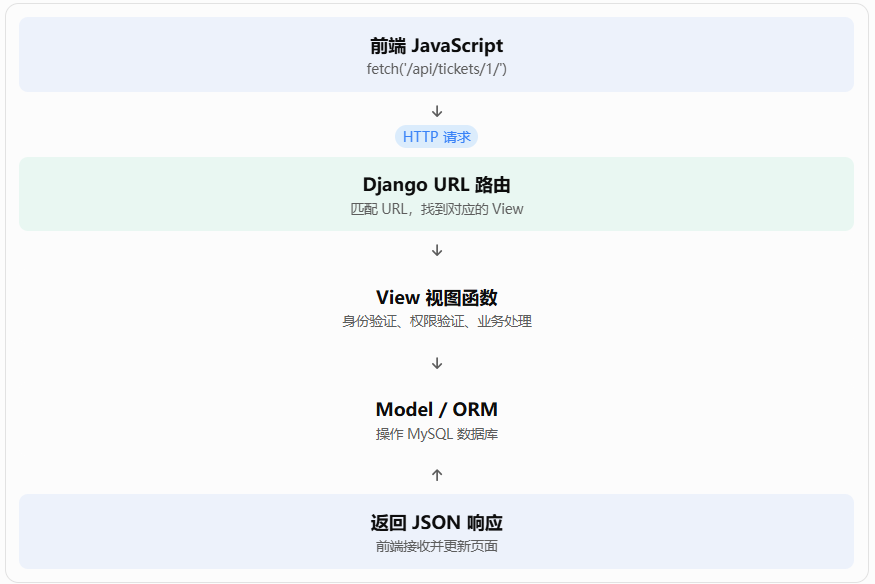 前端 JavaScript
fetch('/api/tickets/1/')
↓
HTTP 请求
Django URL 路由
匹配 URL，找到对应的 View
↓
View 视图函数
身份验证、权限验证、业务处理
↓
Model / ORM
操作 MySQL 数据库
↑
返回 JSON 响应
前端接收并更新页面